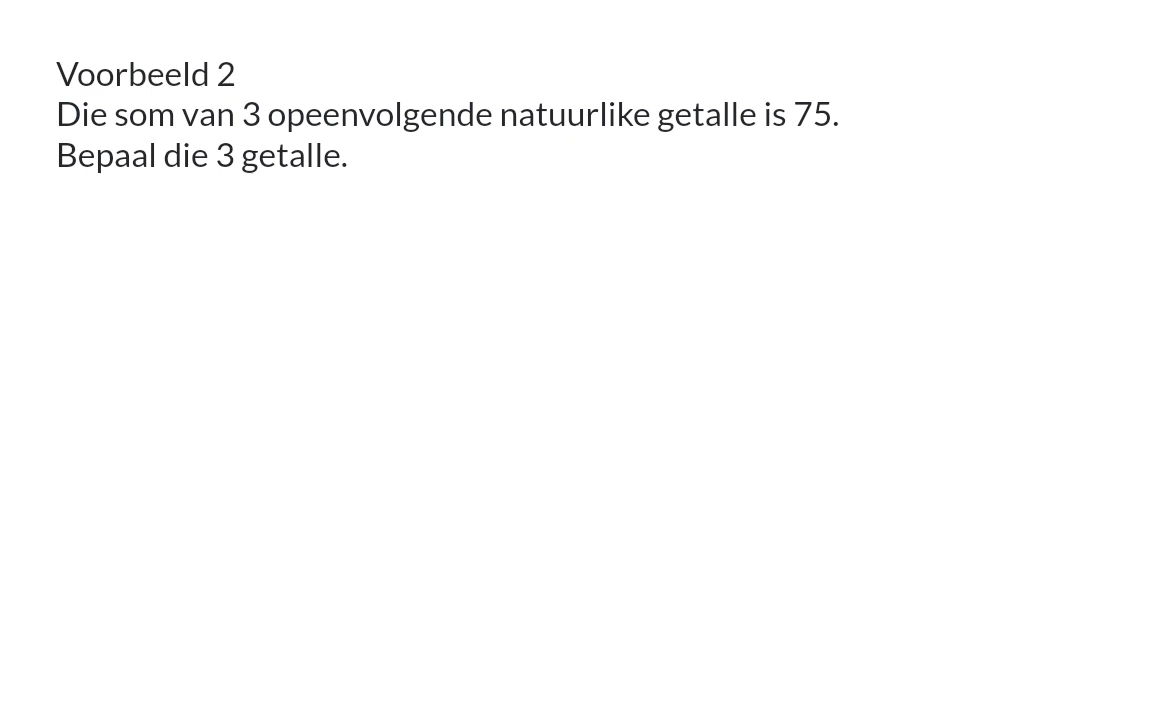 Voorbeeld 2
Die som van 3 opeenvolgende natuurlike getalle is 75.
Bepaal die 3 getalle.